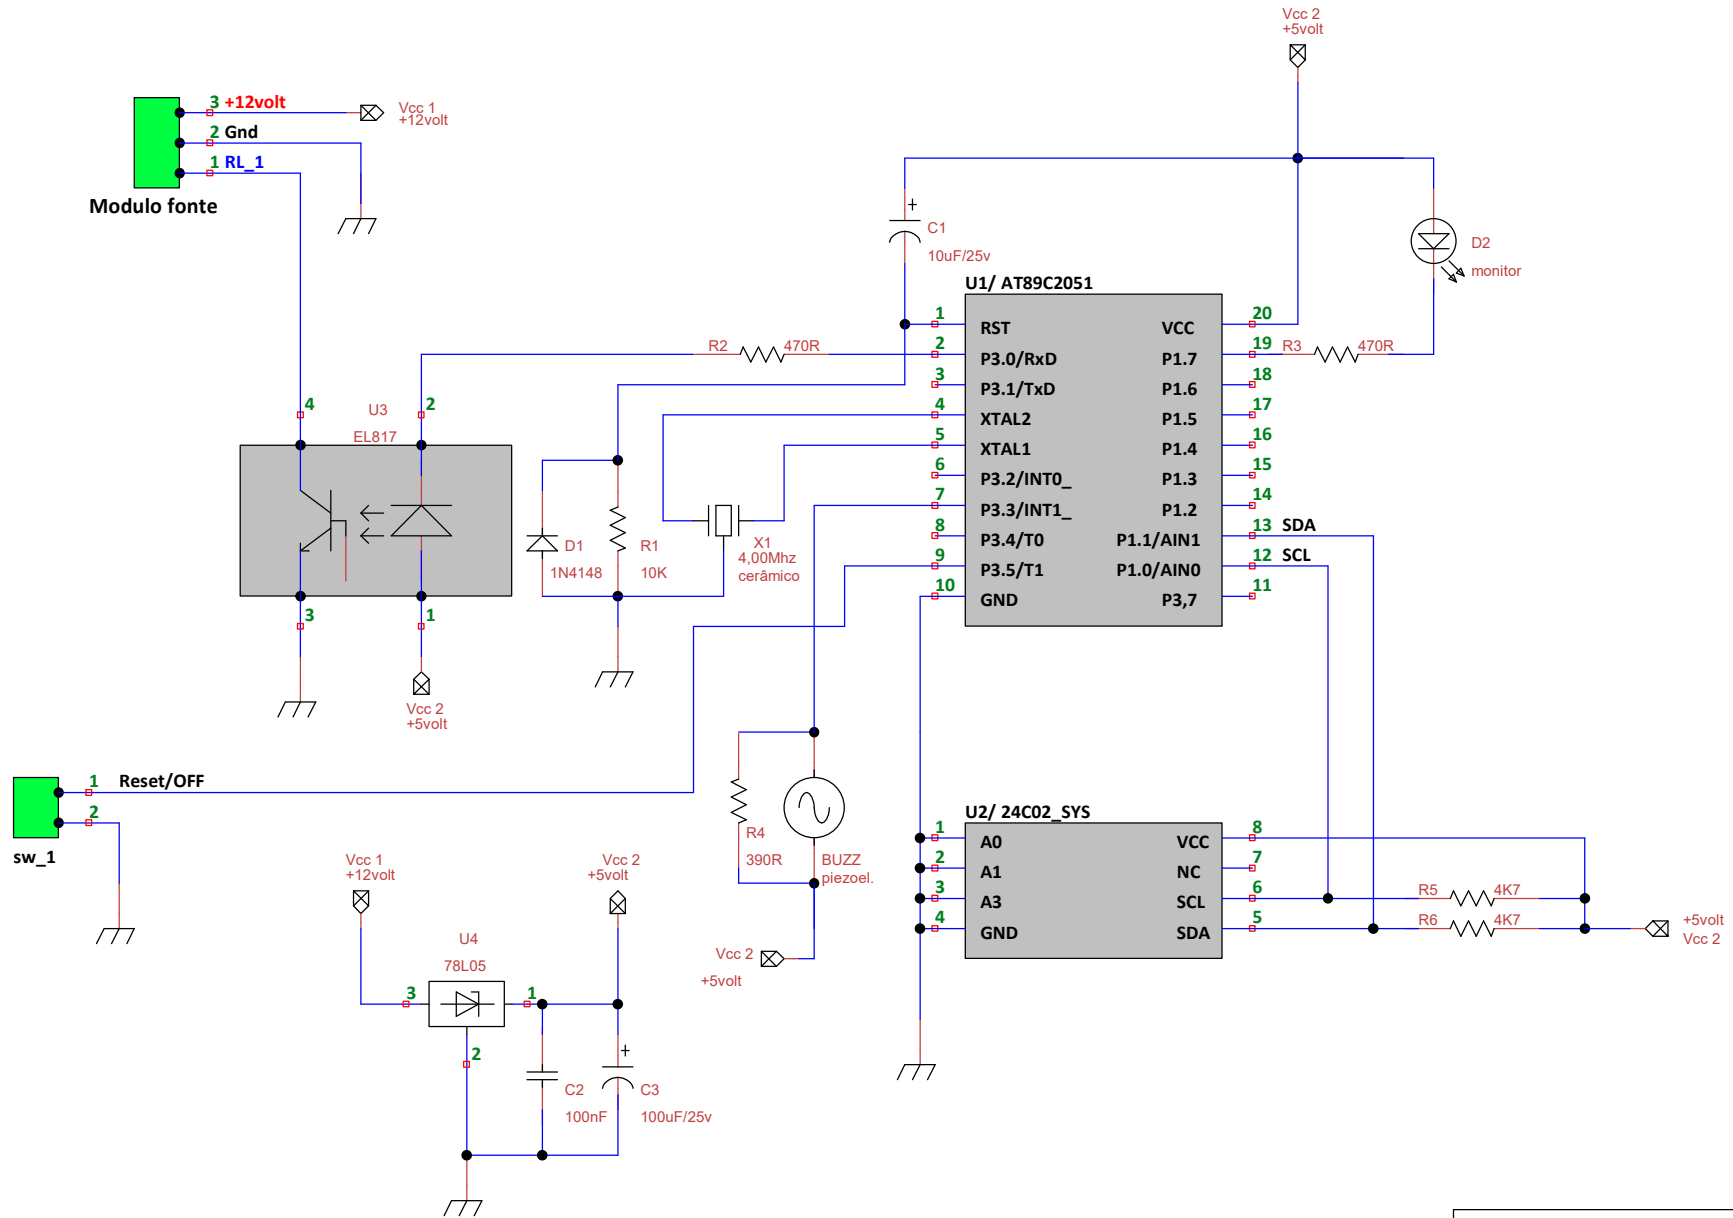 Vcc 2
+5volt
3 +12volt
Vcc 1
+12volt
2 Gnd
1 RL_1
Modulo fonte
+
C1
10uF/25v
D2
monitor
U1/ AT89C2051
1
RST
VCC
20
R2
470R
2
P3.0/RxD
P1.7
19
R3
470R
3
P3.1/TxD
P1.6
18
4
XTAL2
P1.5
17
5
XTAL1
P1.4
16
6
P3.2/INT0_
P1.3
15
7
P3.3/INT1_
P1.2
14
8
P3.4/T0
P1.1/AIN1
13 SDA
9
P3.5/T1
P1.0/AIN0
12 SCL
10
GND
P3,7
11
4
U3
2
EL817
3
1
Vcc 2
+5volt
D1
1N4148
R1
10K
X1
4,00Mhz
cerâmico
1 Reset/OFF
2
sw_1
R4
390R
BUZZ
piezoel.
Vcc 2
+5volt
U2/ 24C02_SYS
1
A0
VCC
8
2
A1
NC
7
3
A3
SCL
6
R5
4K7
4
GND
SDA
5
R6
4K7
+5volt
Vcc 2
Vcc 1
+12volt
Vcc 2
+5volt
U4
78L05
3
1
2
+
C2
100nF
C3
100uF/25v